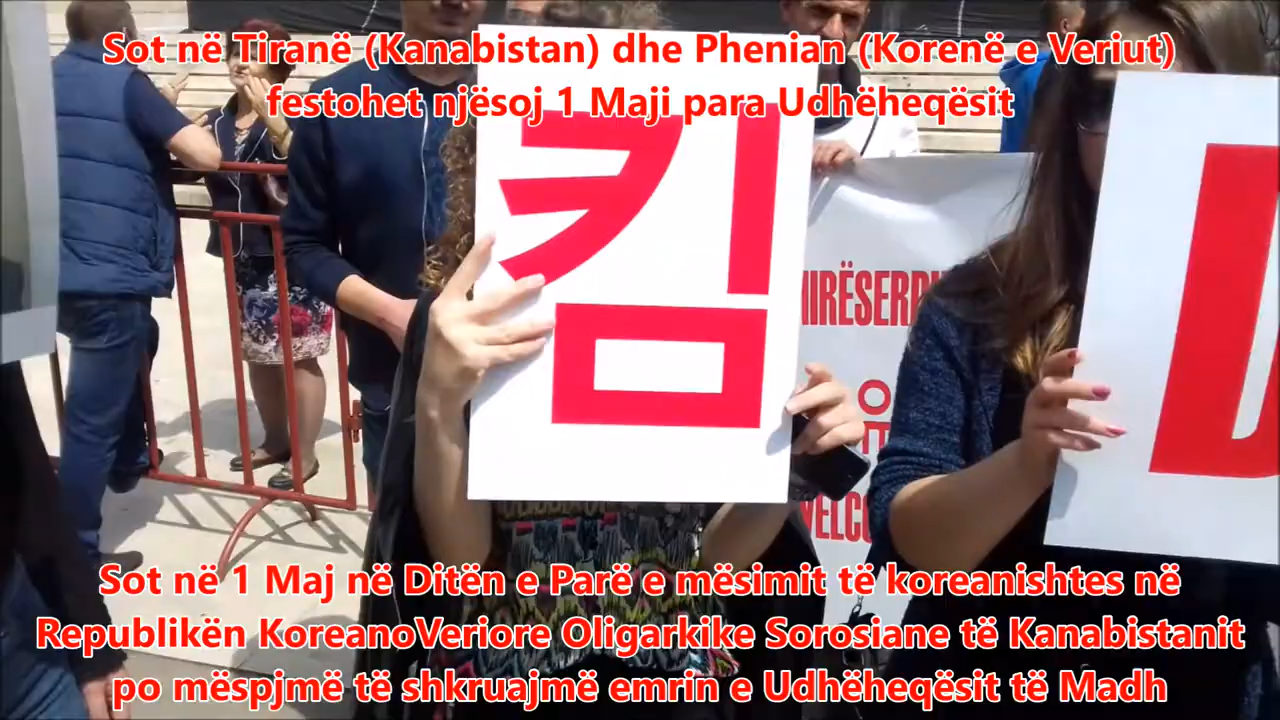 Sot në Tiranë (Kanabistan) dhe Phenian (Korenë e Veriut)
festohet njësoj 1 Maji para Udhëheqësit
킴
Sot në 1 Maj në Ditën e Parë e mësimit të koreanishtes në
Republikën KoreanoVeriore Oligarkike Sorosiane të Kanabistanit
po mëspjmë të shkruajmë emrin e Udhëheqësit të Madh